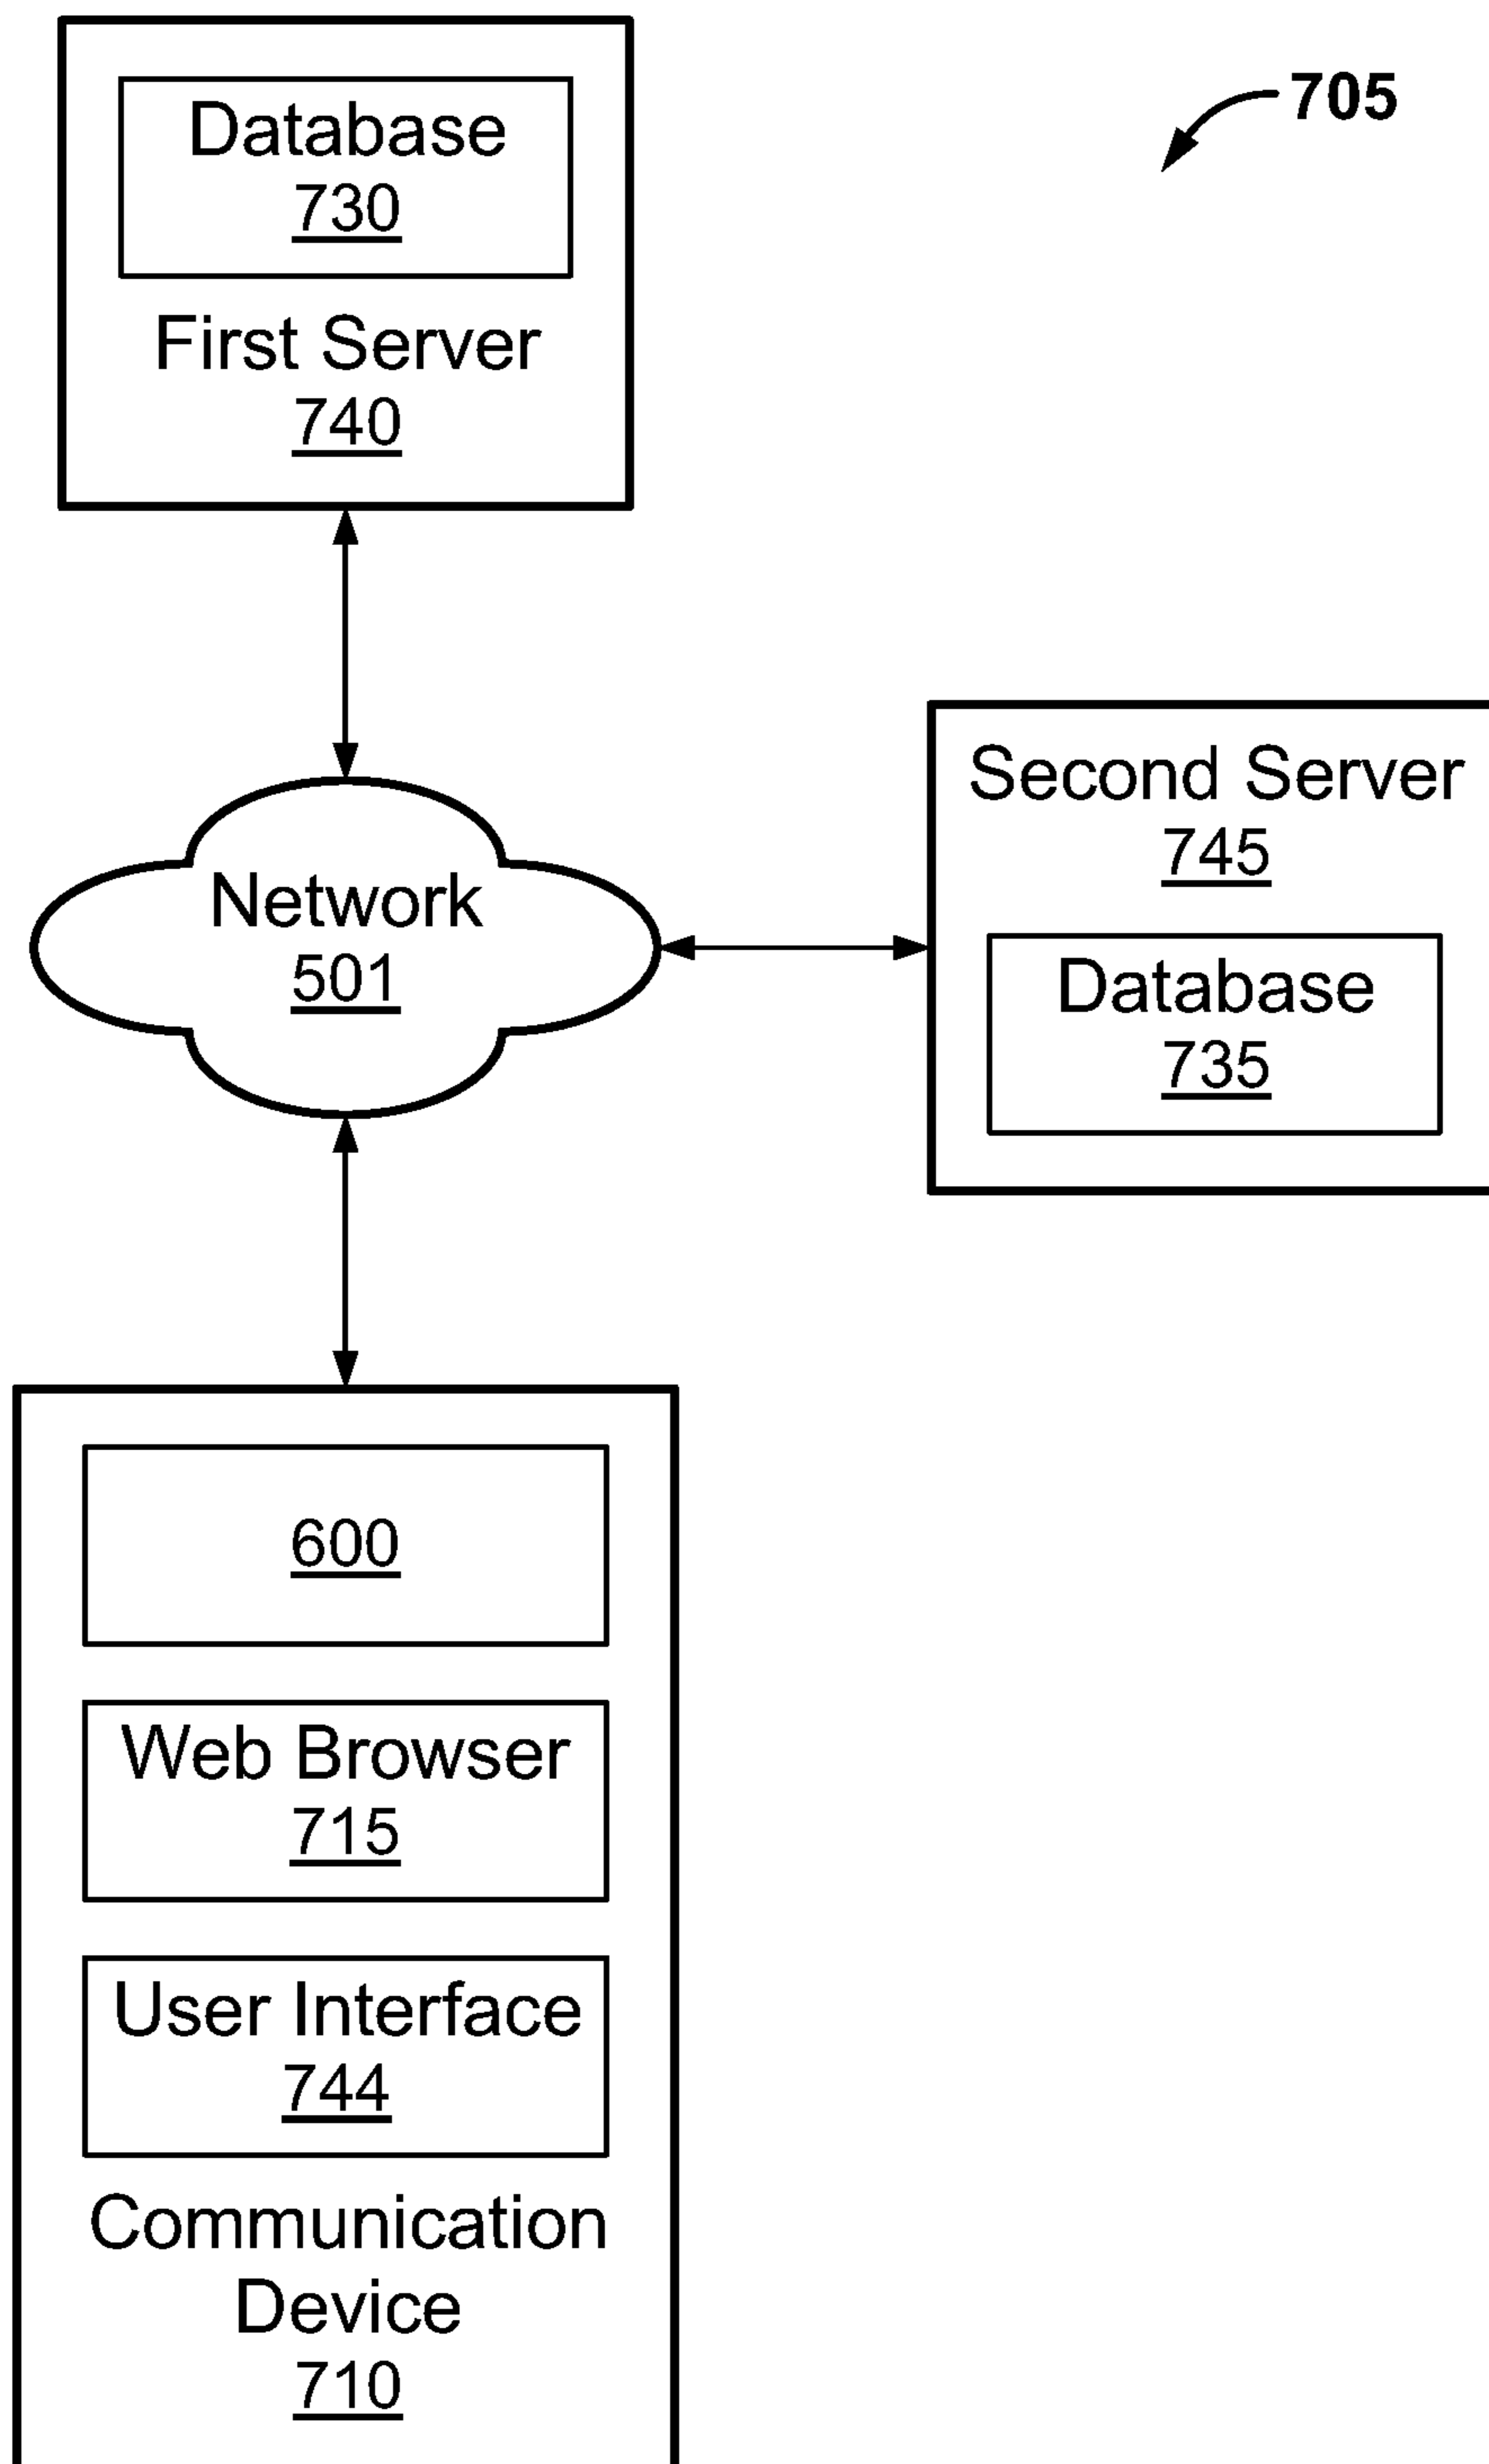 Database
730
First Server
740
705
Network
501
Second Server
745
Database
735
600
Web Browser
715
User Interface
744
Communication
Device
710